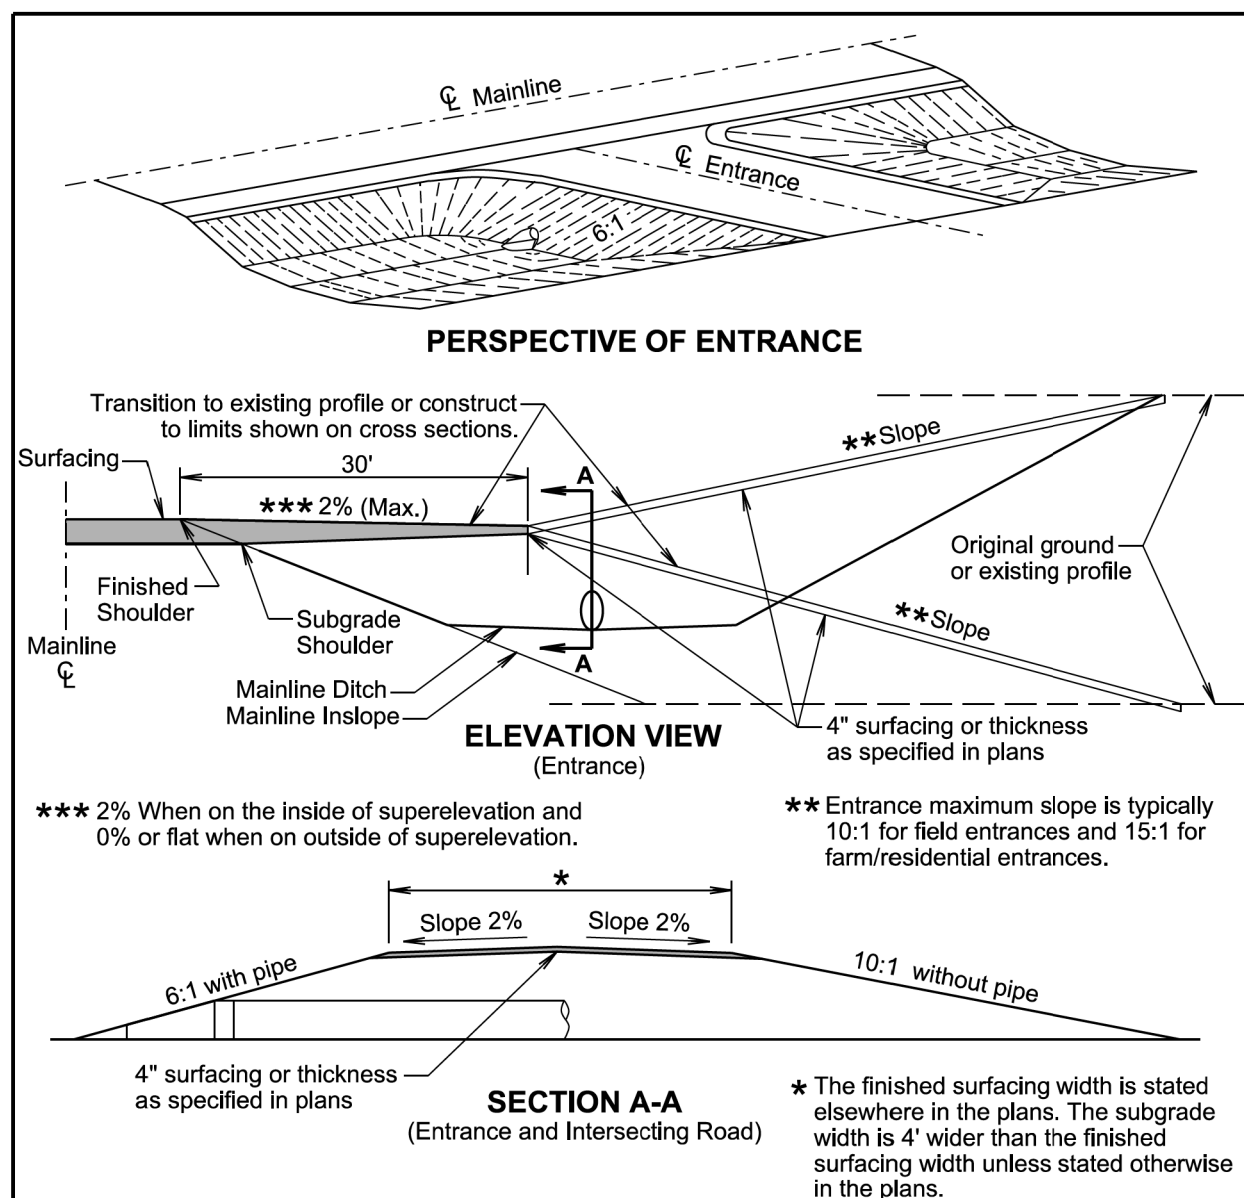 ℄ Mainline
℄ Entrance
6:1
PERSPECTIVE OF ENTRANCE
Transition to existing profile or construct
to limits shown on cross sections.
Surfacing
30'
*** 2% (Max.)
A
**Slope
Finished
Shoulder
Subgrade
Shoulder
Original ground
or existing profile
**Slope
Mainline
℄
A
Mainline Ditch
Mainline Inslope
4" surfacing or thickness
as specified in plans
ELEVATION VIEW
(Entrance)
*** 2% When on the inside of superelevation and
0% or flat when on outside of superelevation.
** Entrance maximum slope is typically
10:1 for field entrances and 15:1 for
farm/residential entrances.
*
Slope 2%
Slope 2%
6:1 with pipe
10:1 without pipe
4" surfacing or thickness
as specified in plans
SECTION A-A
(Entrance and Intersecting Road)
* The finished surfacing width is stated
elsewhere in the plans. The subgrade
width is 4' wider than the finished
surfacing width unless stated otherwise
in the plans.